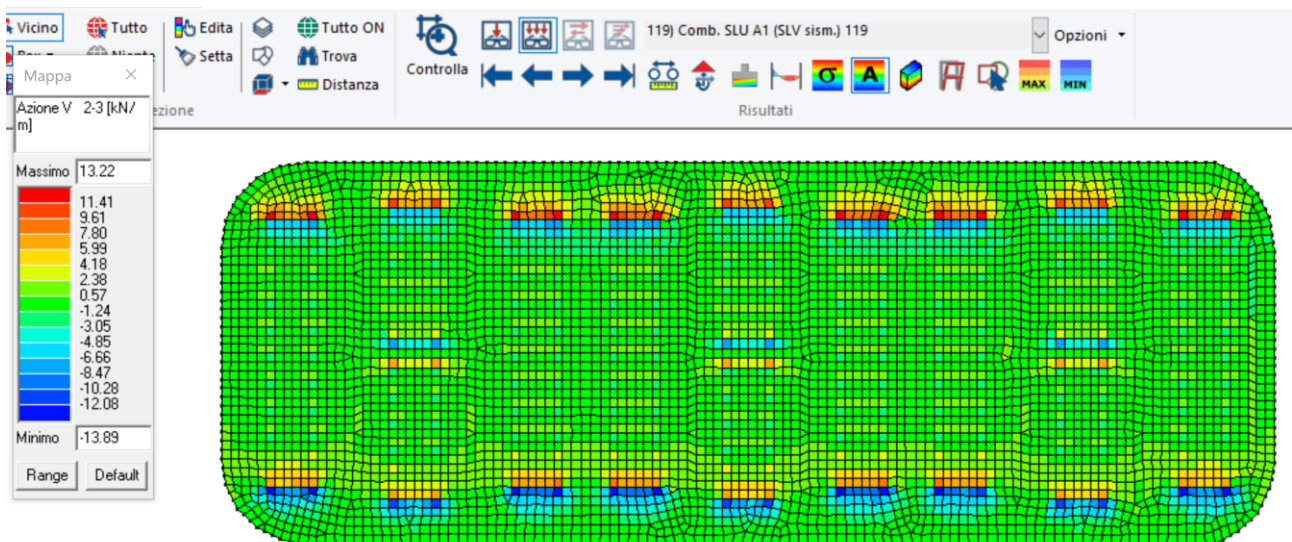 Vicino
Tutto
Edita
Tutto ON
119) Comb. SLU A1 (SLV sism.) 119
Opzioni
Setta
Trova
Controlla
Distanza
MAX
MIN
ezione
Risultati
Mappa
Azione V 2-3 [kN/
m]
Massimo 13.22
11.41
9.61
7.80
5.99
4.18
2.38
0.57
-1.24
-3.05
-4.85
-6.66
-8.47
-10.28
-12.08
Minimo -13.89
Range Default